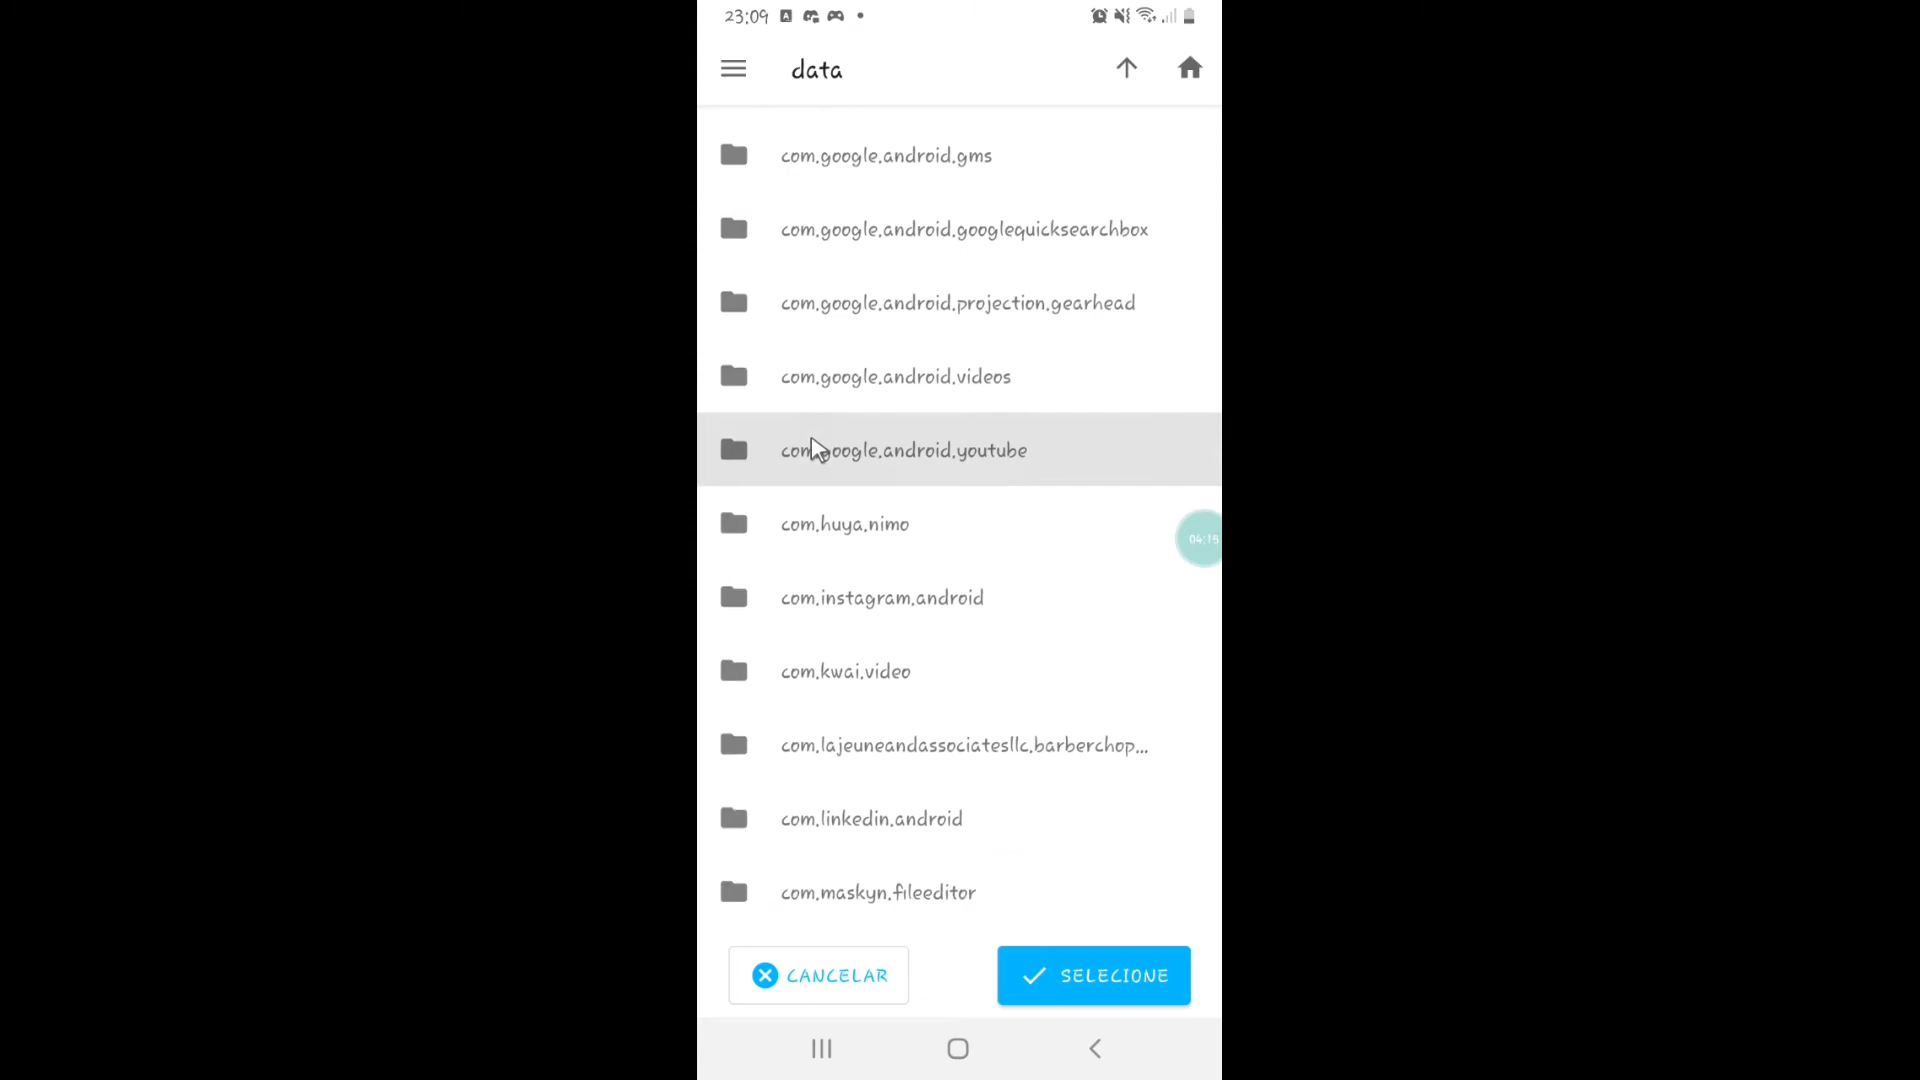 23:09
data
com.google.android.gms
com.google.android.googlequicksearchbox
com.google.android.projection.gearhead
com.google.android.videos
com.google.android.youtube
com.huya.nimo
04:15
com.instagram.android
com.kwai.video
com.lajeuneandassociatesllc.barberchop...
com.linkedin.android
com.maskyn.fileeditor
CANCELAR
SELECIONE